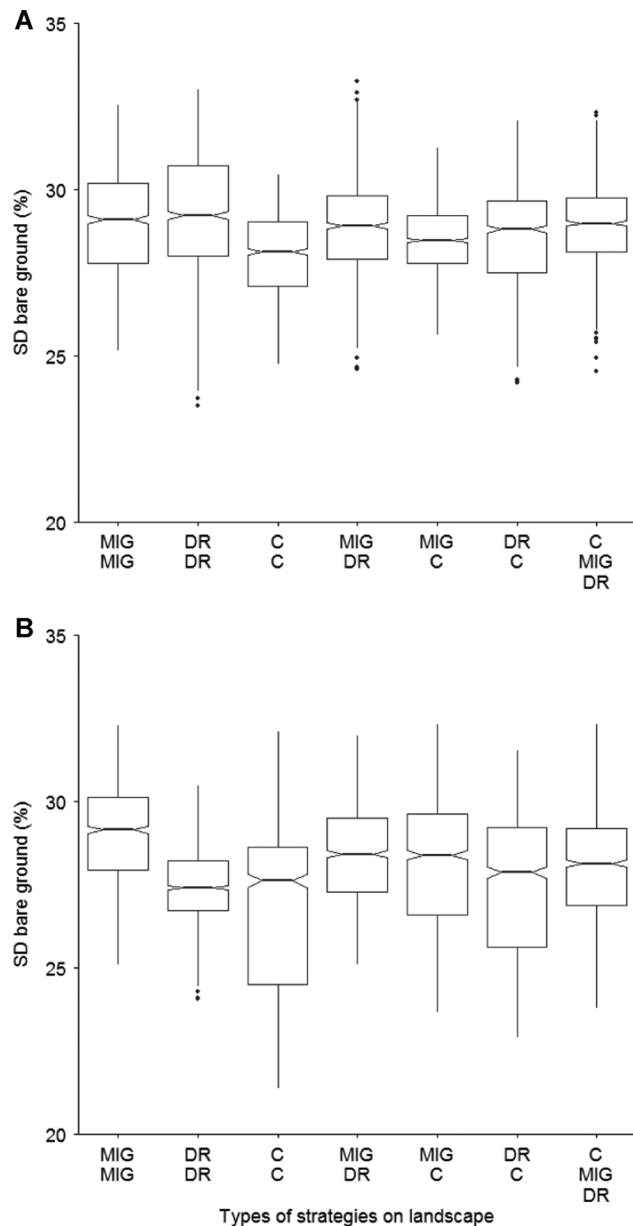 A
35
30
25
20
SD bare ground (%)
MIG DR C MIG MIG DR C
MIG DR C DR C C MIG
DR
B
35
30
25
20
SD bare ground (%)
MIG DR C MIG MIG DR C
MIG DR C DR C C MIG
DR
Types of strategies on landscape